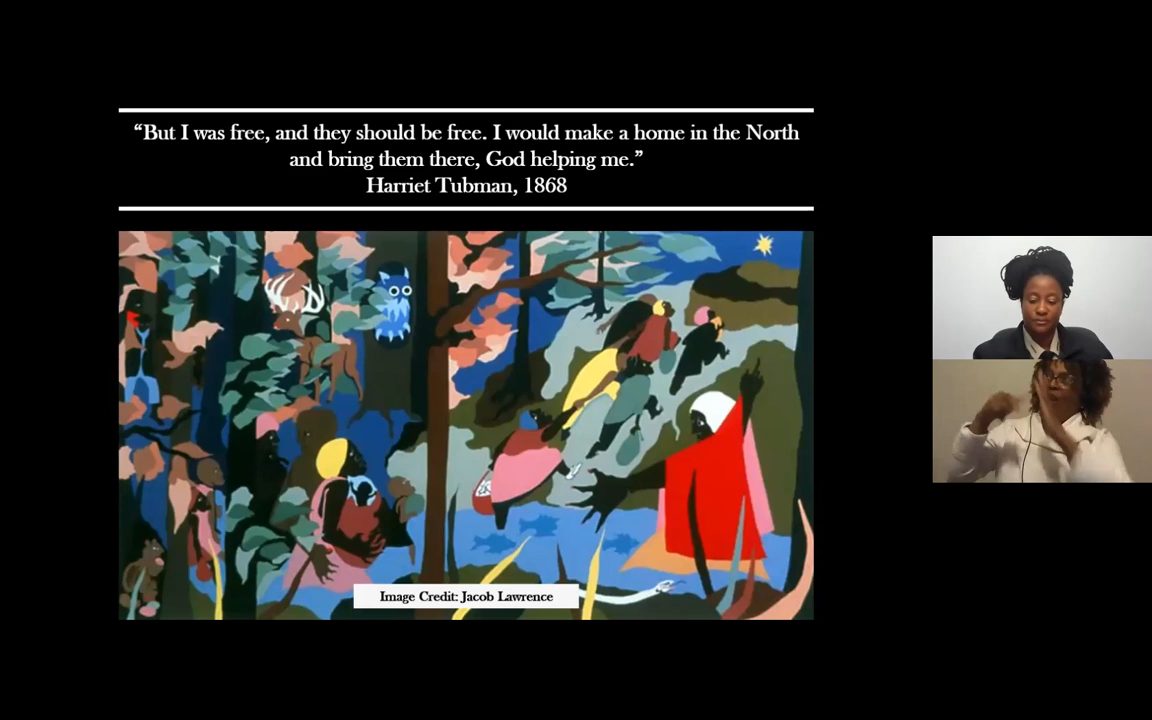 “But I was free, and they should be free. I would make a home in the North
and bring them there, God helping me.”
Harriet Tubman, 1868
Image Credit: Jacob Lawrence